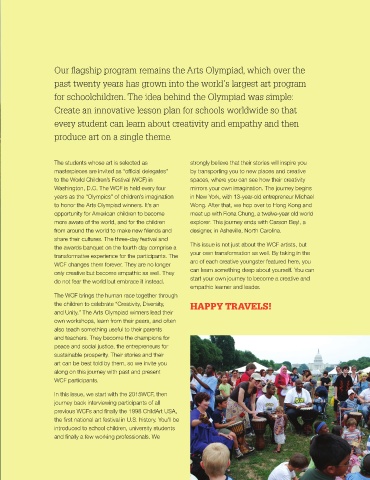 Our flagship program remains the Arts Olympiad, which over the
past twenty years has grown into the world's largest art program
for schoolchildren. The idea behind the Olympiad was simple:
Create an innovative lesson plan for schools worldwide so that
every student can learn about creativity and empathy and then
produce art on a single theme.
The students whose art is selected as
masterpieces are invited as "official delegates"
to the World Children's Festival (WCF) in
Washington, D.C. The WCF is held every four
years as the "Olympics" of children's imagination
to honor the Arts Olympiad winners. It's an
opportunity for American children to become
more aware of the world, and for the children
from around the world to make new friends and
share their cultures. The three-day festival and
the awards banquet on the fourth day comprise a
transformative experience for the participants. The
WCF changes them forever. They are no longer
only creative but become empathic as well. They
do not fear the world but embrace it instead.
The WCF brings the human race together through
the children to celebrate "Creativity, Diversity,
and Unity." The Arts Olympiad winners lead their
own workshops, learn from their peers, and often
also teach something useful to their parents
and teachers. They become the champions for
peace and social justice, the entrepreneurs for
sustainable prosperity. Their stories and their
art can be best told by them, so we invite you
along on this journey with past and present
WCF participants.
In this issue, we start with the 2015WCF, then
journey back interviewing participants of all
previous WCFs and finally the 1998 ChildArt USA,
the first national art festival in U.S. history. You'll be
introduced to school children, university students
and finally a few working professionals. We
strongly believe that their stories will inspire you
by transporting you to new places and creative
spaces, where you can see how their creativity
mirrors your own imagination. The journey begins
in New York, with 13-year-old entrepreneur Michael
Wong. After that, we hop over to Hong Kong and
meet up with Fiona Chung, a twelve-year old world
explorer. This journey ends with Carson Bayl, a
designer, in Asheville, North Carolina.
This issue is not just about the WCF artists, but
your own transformation as well. By taking in the
arc of each creative youngster featured here, you
can learn something deep about yourself. You can
start your own journey to become a creative and
empathic learner and leader.
HAPPY TRAVELS!